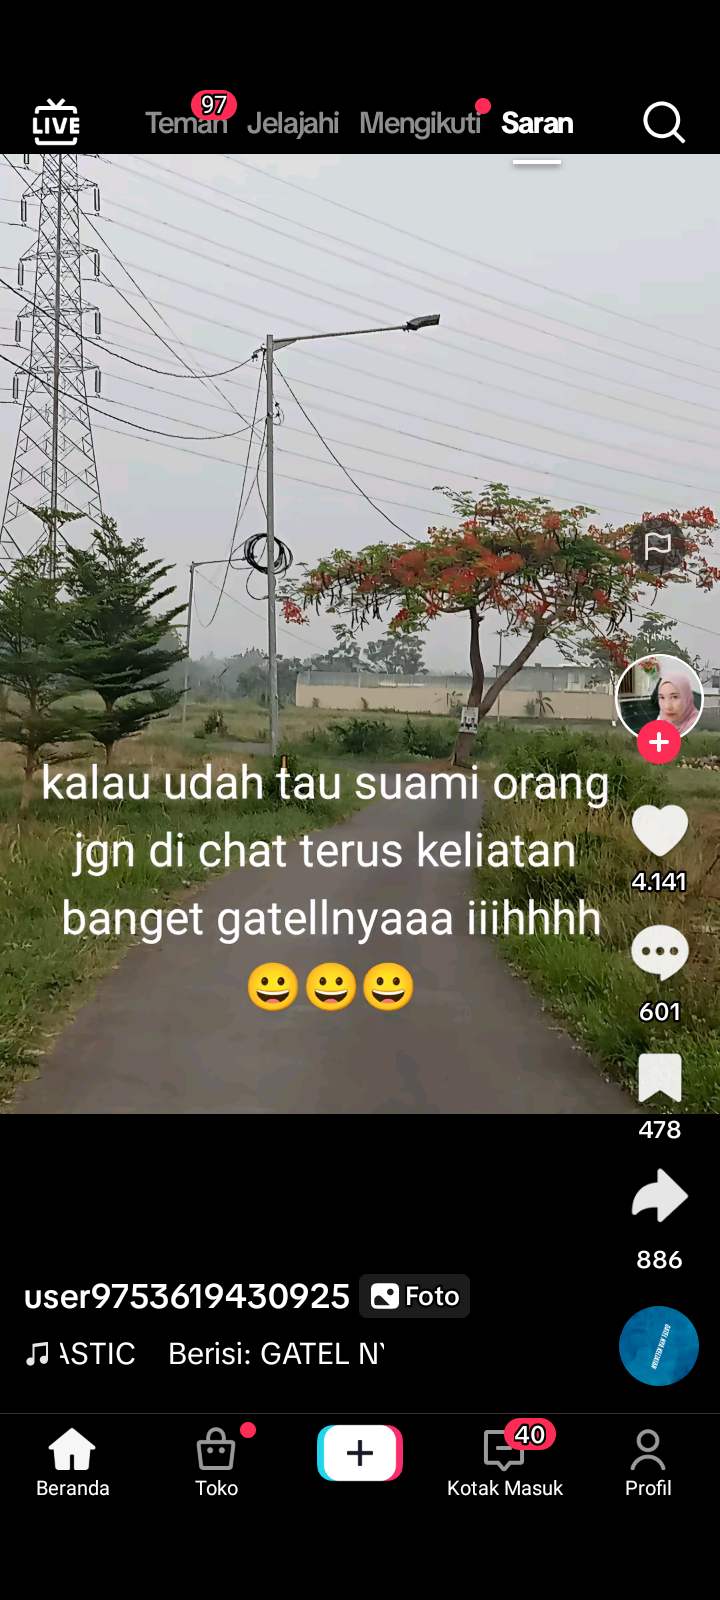 LIVE
Teman 97 Jelajahi Mengikuti Saran
kalau udah tau suami orang
jgn di chat terus keliatan
banget gatellnyaaa iiihhhh
😀😀😀
4.141
601
478
886
user9753619430925 Foto
ASTIC Berisi: GATEL NY
Beranda Toko Kotak Masuk 40 Profil